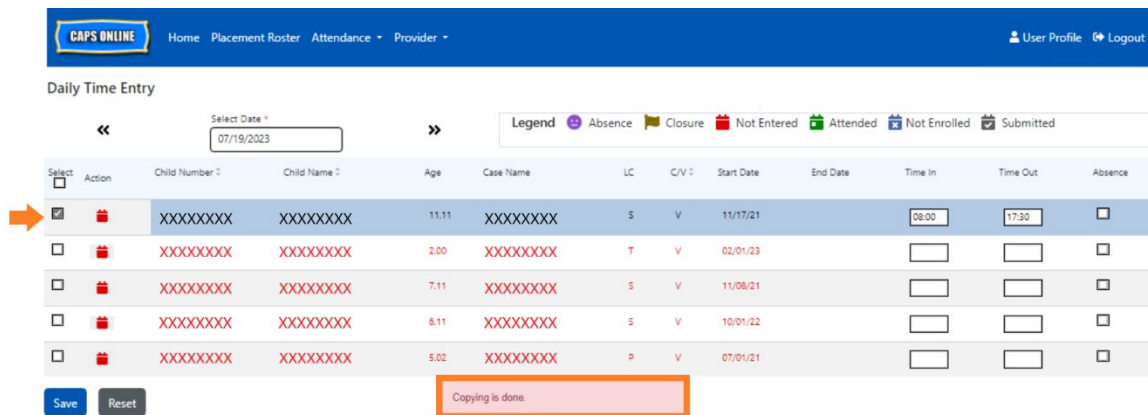 CAPS ONLINE Home Placement Roster Attendance Provider User Profile Logout
Daily Time Entry
Select Date *
07/19/2023
Legend Absence Closure Not Entered Attended Not Enrolled Submitted
Select Action Child Number Child Name Age Case Name LC C/V Start Date End Date Time In Time Out Absence
XXXXXXXX XXXXXXXX 11.11 XXXXXXXX S V 11/17/21 08:00 17:30
XXXXXXXX XXXXXXXX 2.00 XXXXXXXX T V 02/01/23
XXXXXXXX XXXXXXXX 7.11 XXXXXXXX S V 11/08/21
XXXXXXXX XXXXXXXX 6.11 XXXXXXXX S V 10/01/22
XXXXXXXX XXXXXXXX 5.02 XXXXXXXX P V 07/01/21
Save Reset Copying is done.